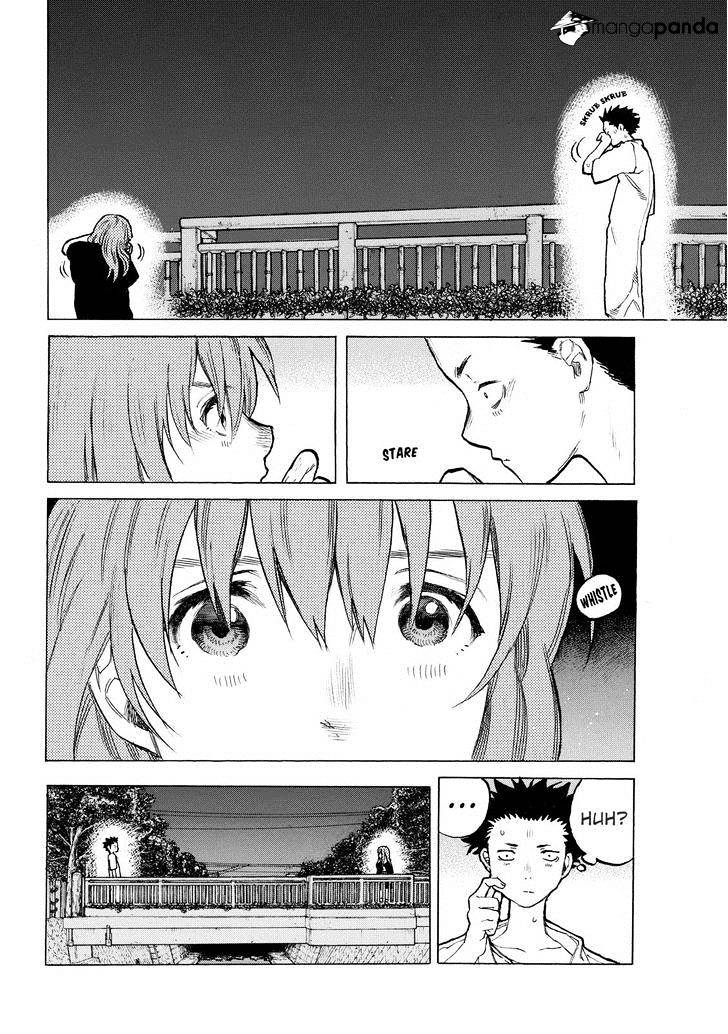 mangapanda
SKRUB SKRUB
STARE
WHISTLE
...
HUH?